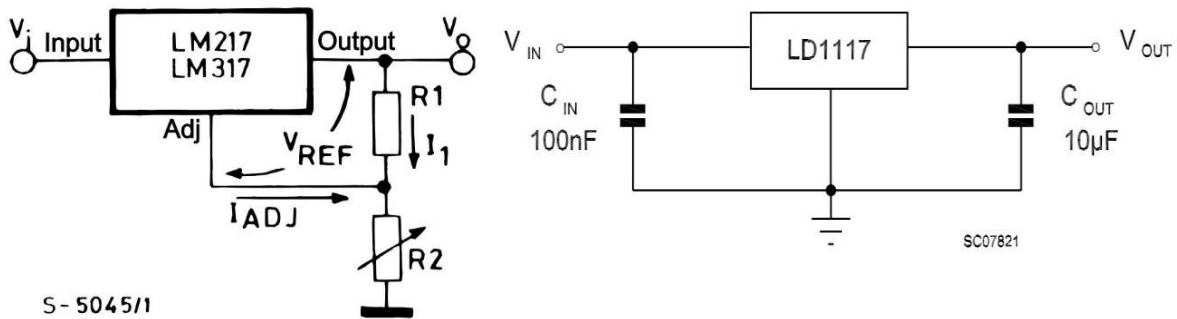 Vi Input
LM217
LM317
Output
VO
Adj
R1
VREF
I1
IADJ
R2
S-5045/1
VIN
LD1117
VOUT
CIN
100nF
COUT
10µF
SC07821